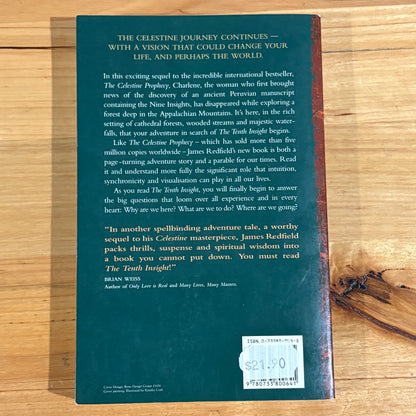 THE CELESTINE JOURNEY CONTINUES —
WITH A VISION THAT COULD CHANGE YOUR
LIFE, AND PERHAPS THE WORLD.
In this exciting sequel to the incredible international bestseller,
The Celestine Prophecy, Charlene, the woman who first brought
news of the discovery of an ancient Peruvian manuscript
containing the Nine Insights, has disappeared while exploring a
forest deep in the Appalachian Mountains. It's here, in the rich
setting of cathedral forests, wooded streams and majestic water-
falls, that your adventure in search of The Tenth Insight begins.
Like The Celestine Prophecy – which has sold more than five
million copies worldwide – James Redfield's new book is both a
page-turning adventure story and a parable for our times. Read
it and understand more fully the significant role that intuition,
synchronicity and visualisation can play in all our lives.
As you read The Tenth Insight, you will finally begin to answer
the big questions that loom over all experience and in every
heart: Why are we here? What are we to do? Where are we going?
"In another spellbinding adventure tale, a worthy
sequel to his Celestine masterpiece, James Redfield
packs thrills, suspense and spiritual wisdom into
a book you cannot put down. You must read
The Tenth Insight!"
BRIAN WEISS
Author of Only Love is Real and Many Lives, Many Masters.
$21.90
9 780733 800641